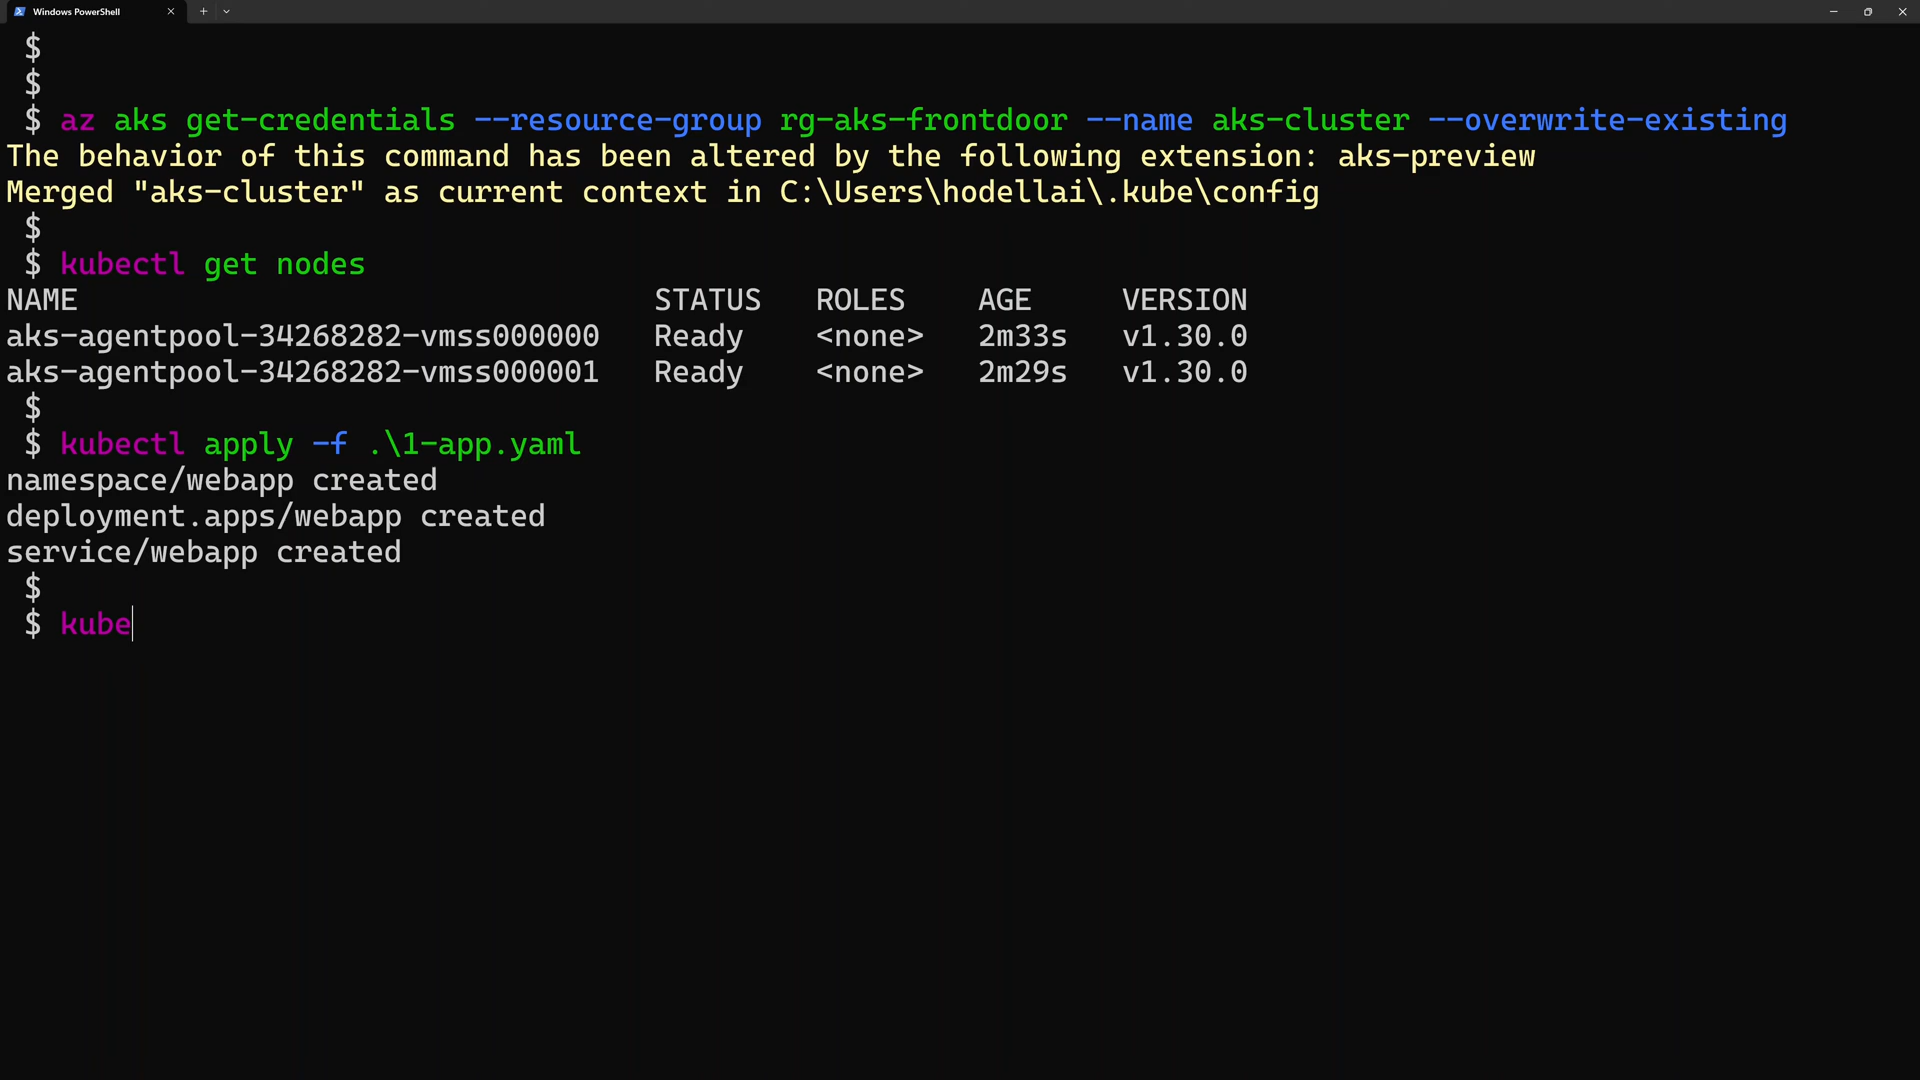 Windows PowerShell
$
$
$ az aks get-credentials --resource-group rg-aks-frontdoor --name aks-cluster --overwrite-existing
The behavior of this command has been altered by the following extension: aks-preview
Merged "aks-cluster" as current context in C:\Users\hodellai\.kube\config
$
$ kubectl get nodes
NAME STATUS ROLES AGE VERSION
aks-agentpool-34268282-vmss000000 Ready <none> 2m33s v1.30.0
aks-agentpool-34268282-vmss000001 Ready <none> 2m29s v1.30.0
$
$ kubectl apply -f .\1-app.yaml
namespace/webapp created
deployment.apps/webapp created
service/webapp created
$
$ kube